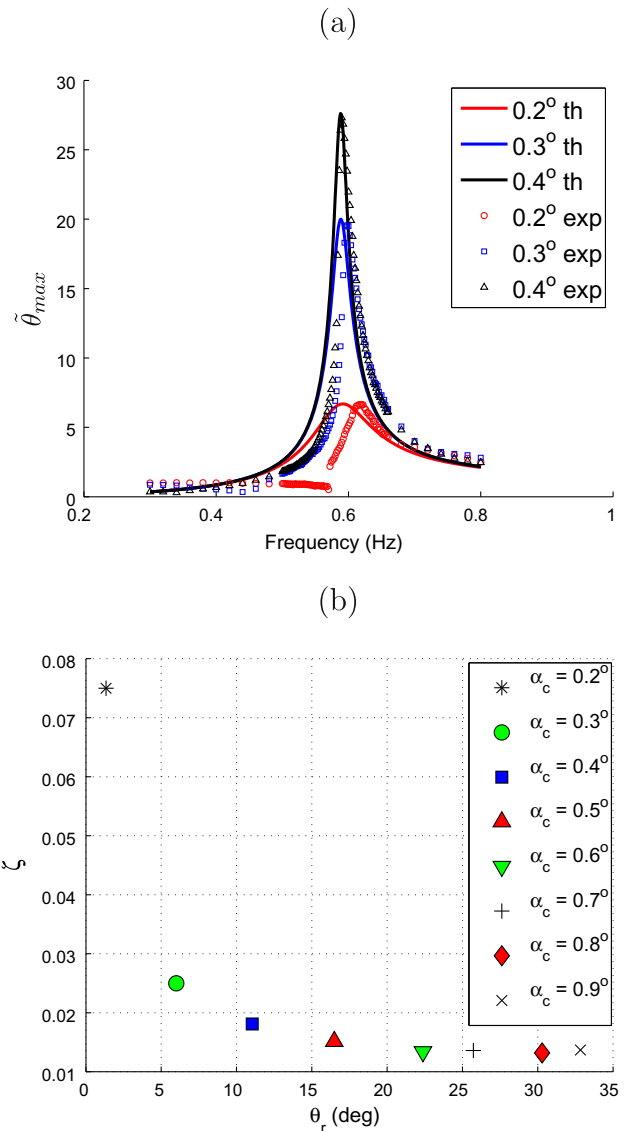 (a)
30
25
20
15
10
5
0
θ̃max
0.2 0.4 0.6 0.8 1
Frequency (Hz)
0.2° th
0.3° th
0.4° th
0.2° exp
0.3° exp
0.4° exp
(b)
0.08
0.07
0.06
0.05
0.04
0.03
0.02
0.01
ζ
0 5 10 15 20 25 30 35
θr (deg)
αc = 0.2°
αc = 0.3°
αc = 0.4°
αc = 0.5°
αc = 0.6°
αc = 0.7°
αc = 0.8°
αc = 0.9°